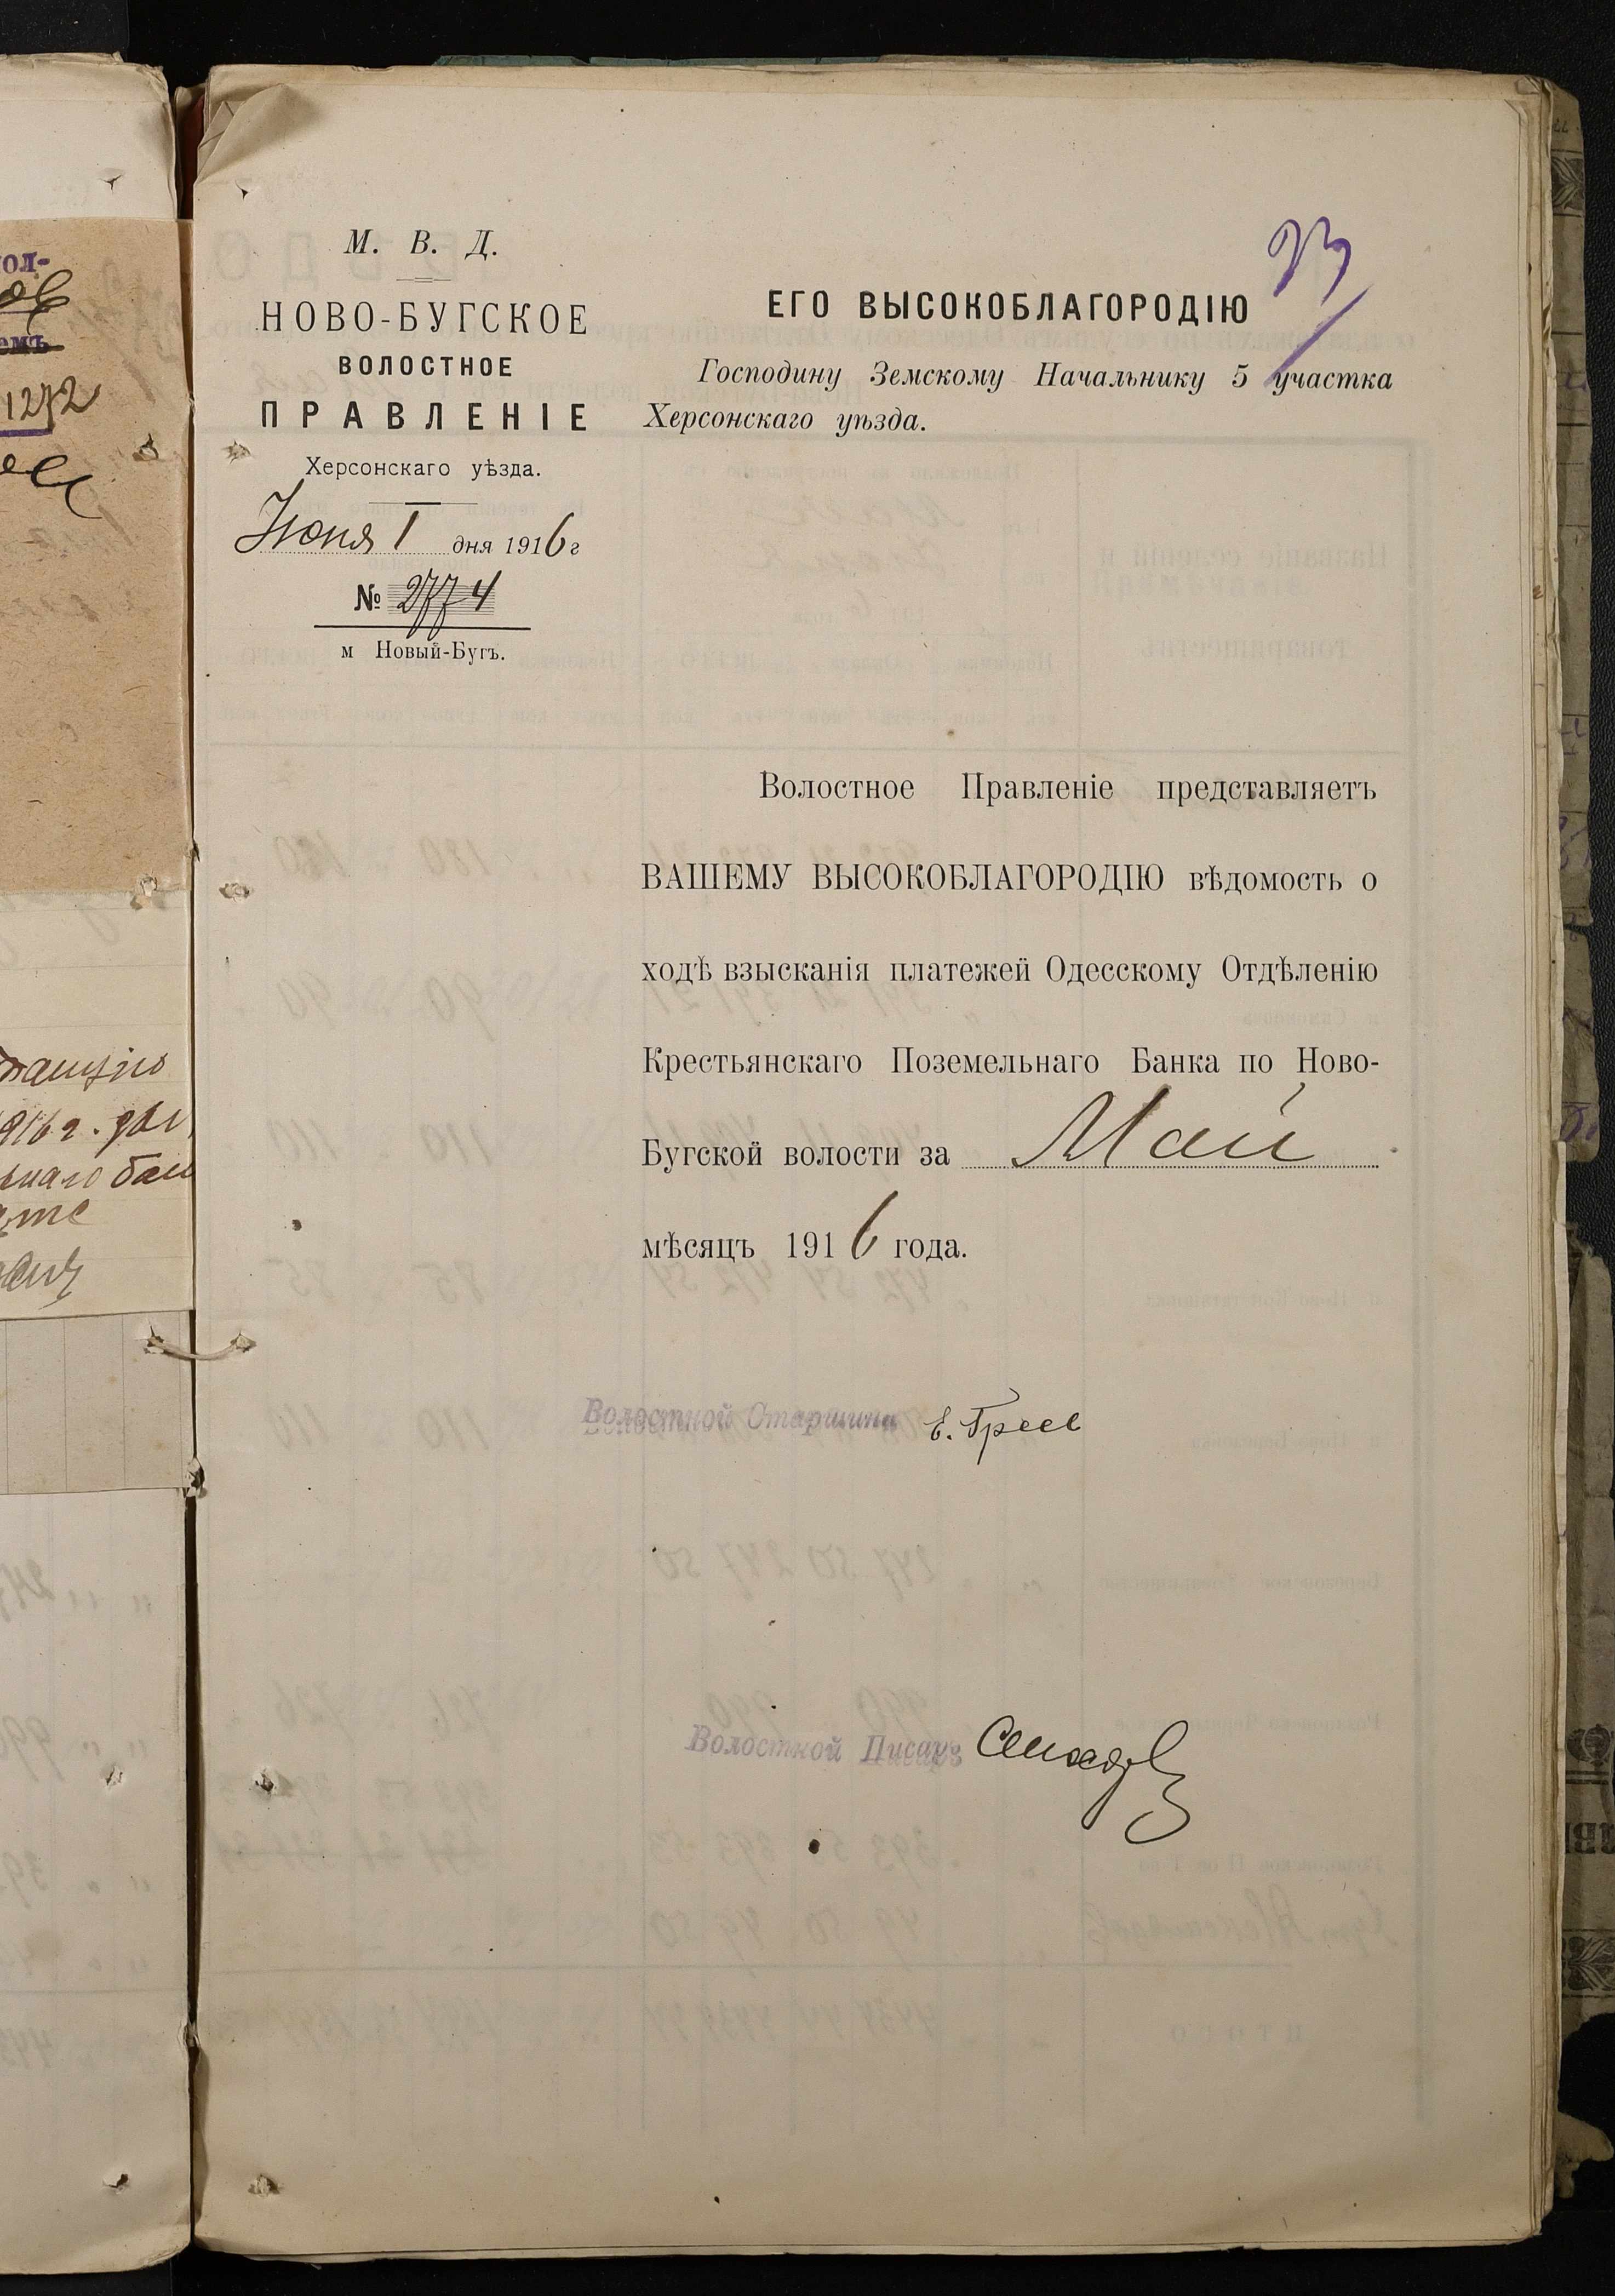 М. В. Д.
НОВО-БУГСКОЕ
ВОЛОСТНОЕ
ПРАВЛЕНІЕ
Херсонскаго уѣзда.
Июня 1 дня 1916 г
№ 2774
м Новый-Бугъ.
ЕГО ВЫСОКОБЛАГОРОДІЮ
Господину Земскому Начальнику 5 участка
Херсонскаго уѣзда.
Волостное Правленіе представляетъ
ВАШЕМУ ВЫСОКОБЛАГОРОДІЮ вѣдомость о
ходѣ взысканія платежей Одесскому Отдѣленію
Крестьянскаго Поземельнаго Банка по Ново-
Бугской волости за Май
мѣсяцъ 1916 года.
Волостной Старшина
Волостной Писарь
1272